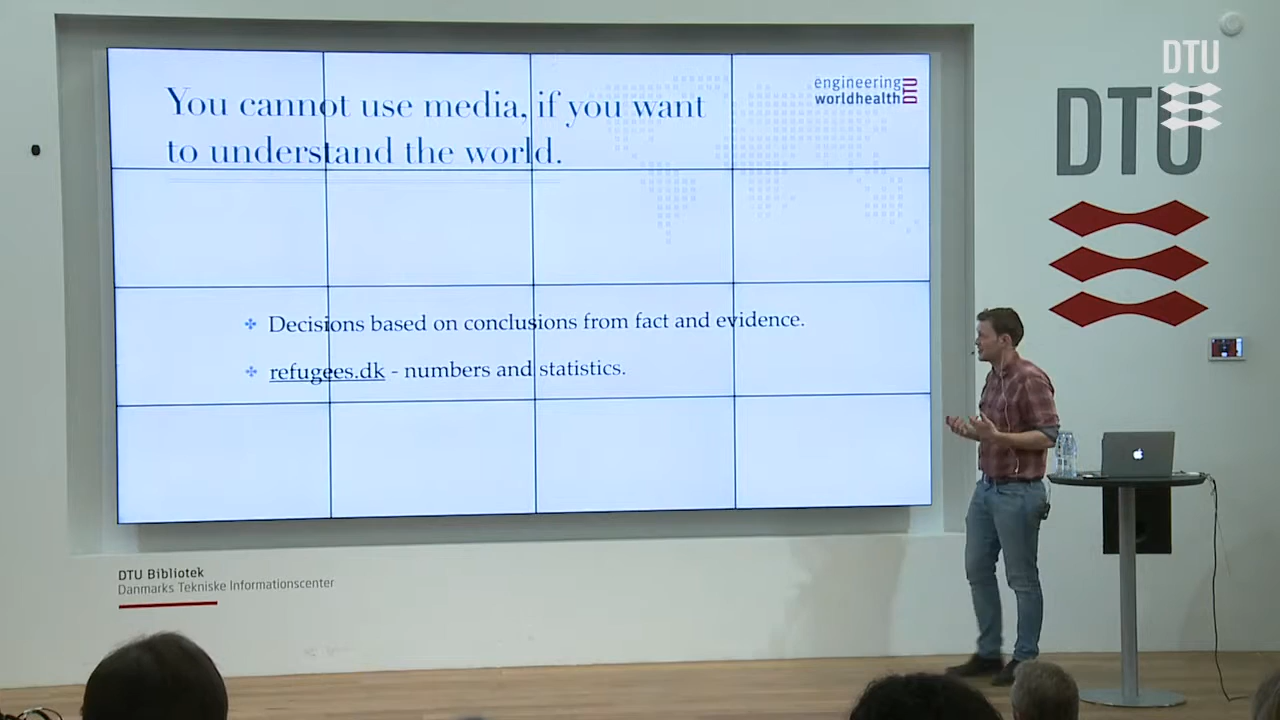 You cannot use media, if you want
to understand the world.
engineering
worldhealth
DTU
Decisions based on conclusions from fact and evidence.
refugees.dk - numbers and statistics.
DTU
DTU
DTU Bibliotek
Danmarks Tekniske Informationscenter